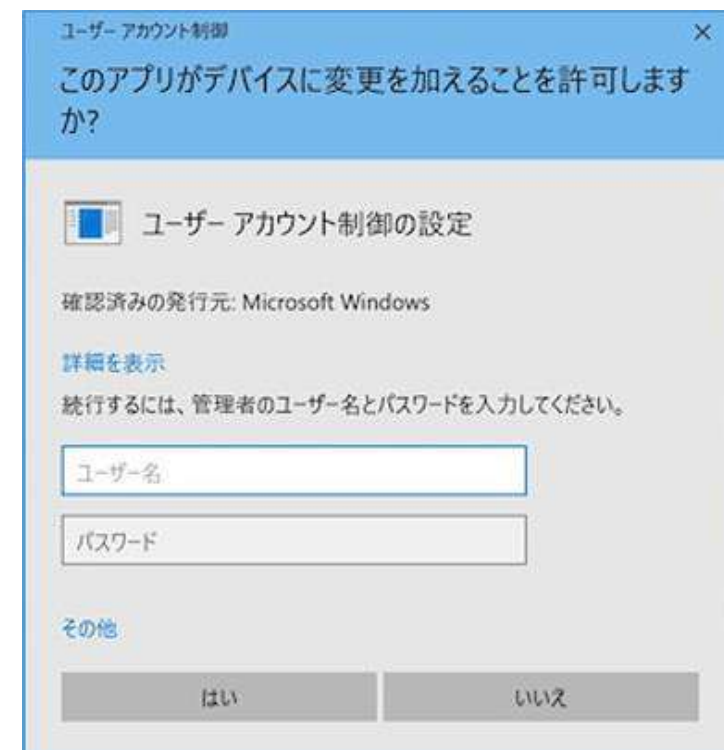 ユーザー アカウント制御
このアプリがデバイスに変更を加えることを許可します
か?
ユーザー アカウント制御の設定
確認済みの発行元: Microsoft Windows
詳細を表示
続行するには、管理者のユーザー名とパスワードを入力してください。
ユーザー名
パスワード
その他
はい
いいえ